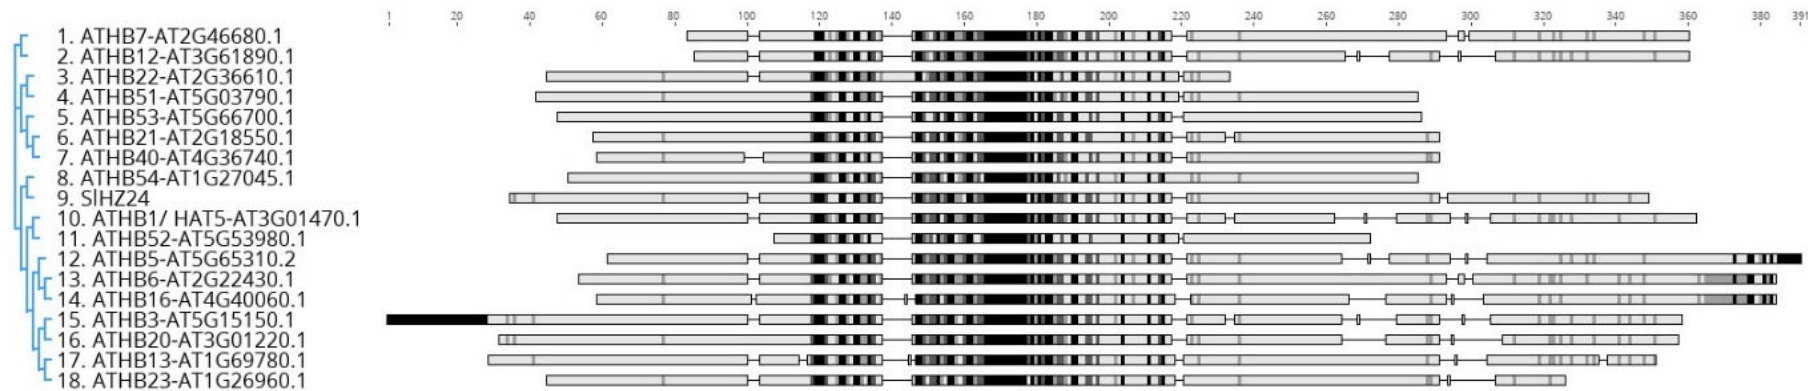 1 20 40 60 80 100 120 140 160 180 200 220 240 260 280 300 320 340 360 380 391
1. ATHB7-AT2G46680.1
2. ATHB12-AT3G61890.1
3. ATHB22-AT2G36610.1
4. ATHB51-AT5G03790.1
5. ATHB53-AT5G66700.1
6. ATHB21-AT2G18550.1
7. ATHB40-AT4G36740.1
8. ATHB54-AT1G27045.1
9. SlHZ24
10. ATHB1/ HAT5-AT3G01470.1
11. ATHB52-AT5G53980.1
12. ATHB5-AT5G65310.2
13. ATHB6-AT2G22430.1
14. ATHB16-AT4G40060.1
15. ATHB3-AT5G15150.1
16. ATHB20-AT3G01220.1
17. ATHB13-AT1G69780.1
18. ATHB23-AT1G26960.1